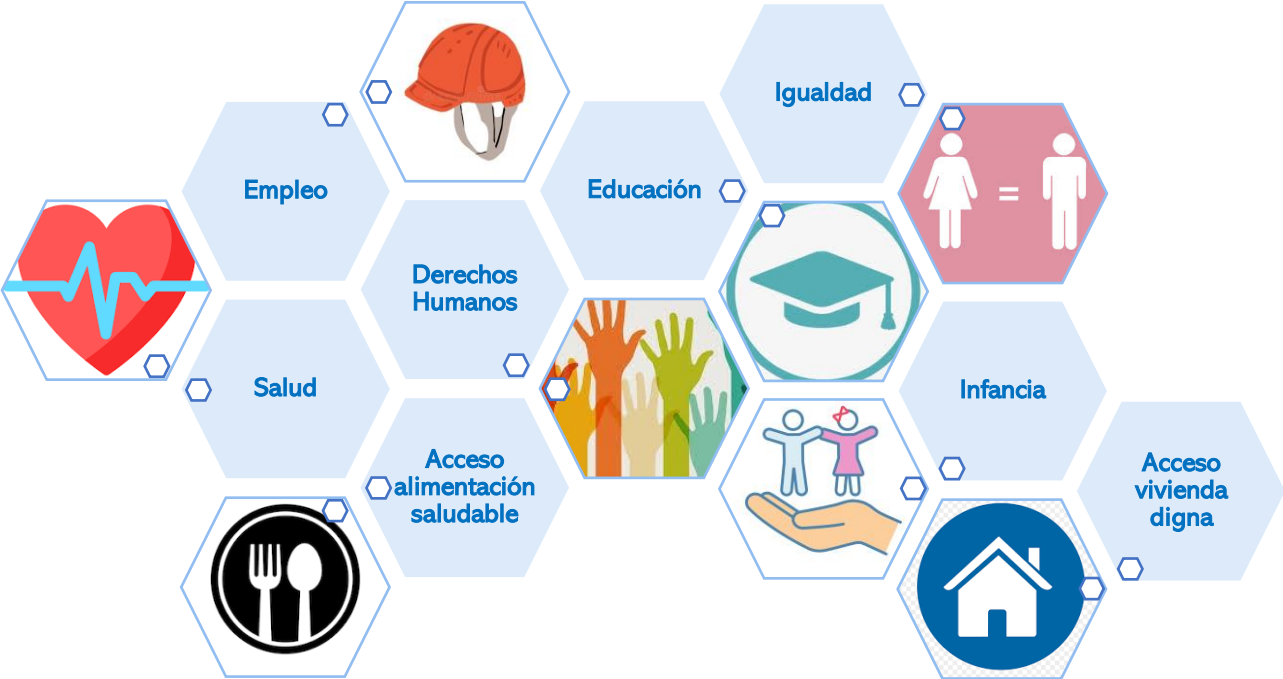 Igualdad
Empleo
Educación
Derechos
Humanos
Salud
Infancia
Acceso
alimentación
saludable
Acceso
vivienda
digna